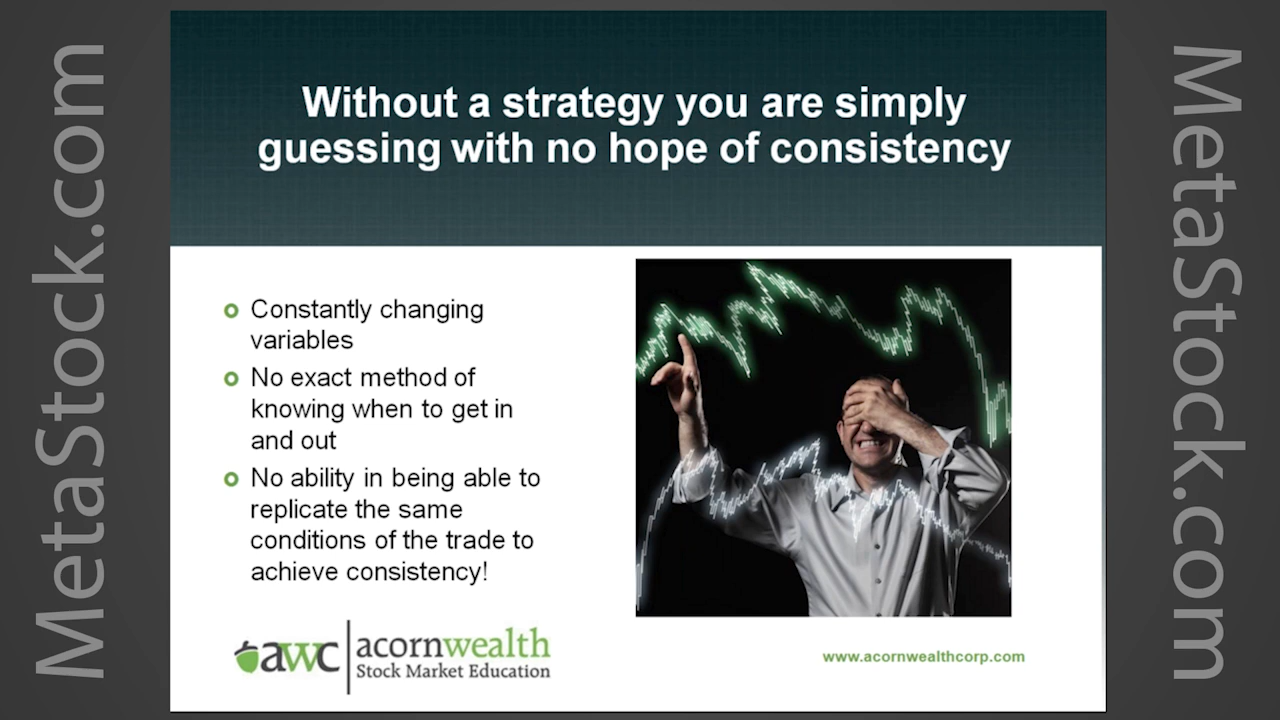 MetaStock.com
Without a strategy you are simply
guessing with no hope of consistency
Constantly changing
variables
No exact method of
knowing when to get in
and out
No ability in being able to
replicate the same
conditions of the trade to
achieve consistency!
awc acornwealth
Stock Market Education
www.acornwealthcorp.com
MetaStock.com